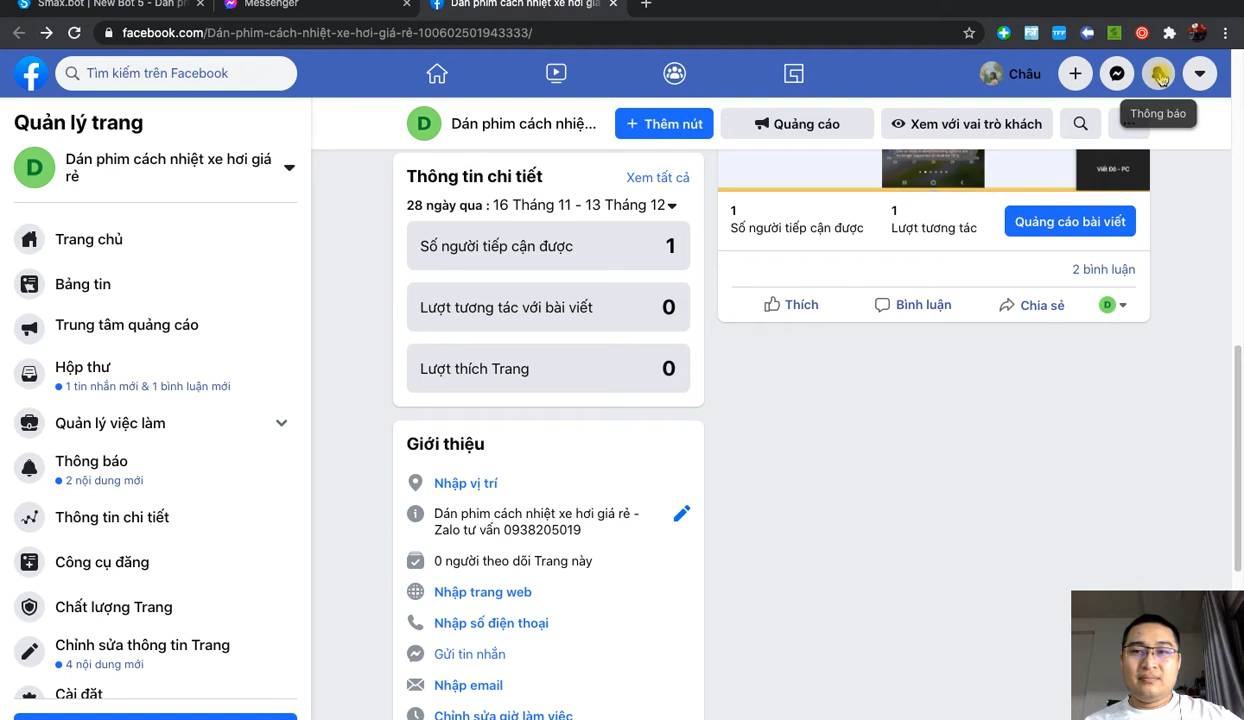 Smax.bot | New Bot 5 - Dán p
Messenger
Dán phim cách nhiệt xe hơi giá
facebook.com/Dán-phim-cách-nhiệt-xe-hơi-giá-rẻ-100602501943333/
Tìm kiếm trên Facebook
Châu
Thông báo
Quản lý trang
D
Dán phim cách nhiệt xe hơi giá
rẻ
Trang chủ
Bảng tin
Trung tâm quảng cáo
Hộp thư
1 tin nhắn mới & 1 bình luận mới
Quản lý việc làm
Thông báo
2 nội dung mới
Thông tin chi tiết
Công cụ đăng
Chất lượng Trang
Chỉnh sửa thông tin Trang
4 nội dung mới
Cài đặt
D
Dán phim cách nhiệ...
+ Thêm nút
Quảng cáo
Xem với vai trò khách
Thông tin chi tiết
Xem tất cả
28 ngày qua : 16 Tháng 11 - 13 Tháng 12
Số người tiếp cận được 1
Lượt tương tác với bài viết 0
Lượt thích Trang 0
Giới thiệu
Nhập vị trí
Dán phim cách nhiệt xe hơi giá rẻ -
Zalo tư vấn 0938205019
0 người theo dõi Trang này
Nhập trang web
Nhập số điện thoại
Gửi tin nhắn
Nhập email
Chỉnh sửa giờ làm việc
Việt Đô - PC
1
Số người tiếp cận được
1
Lượt tương tác
Quảng cáo bài viết
2 bình luận
Thích
Bình luận
Chia sẻ
D